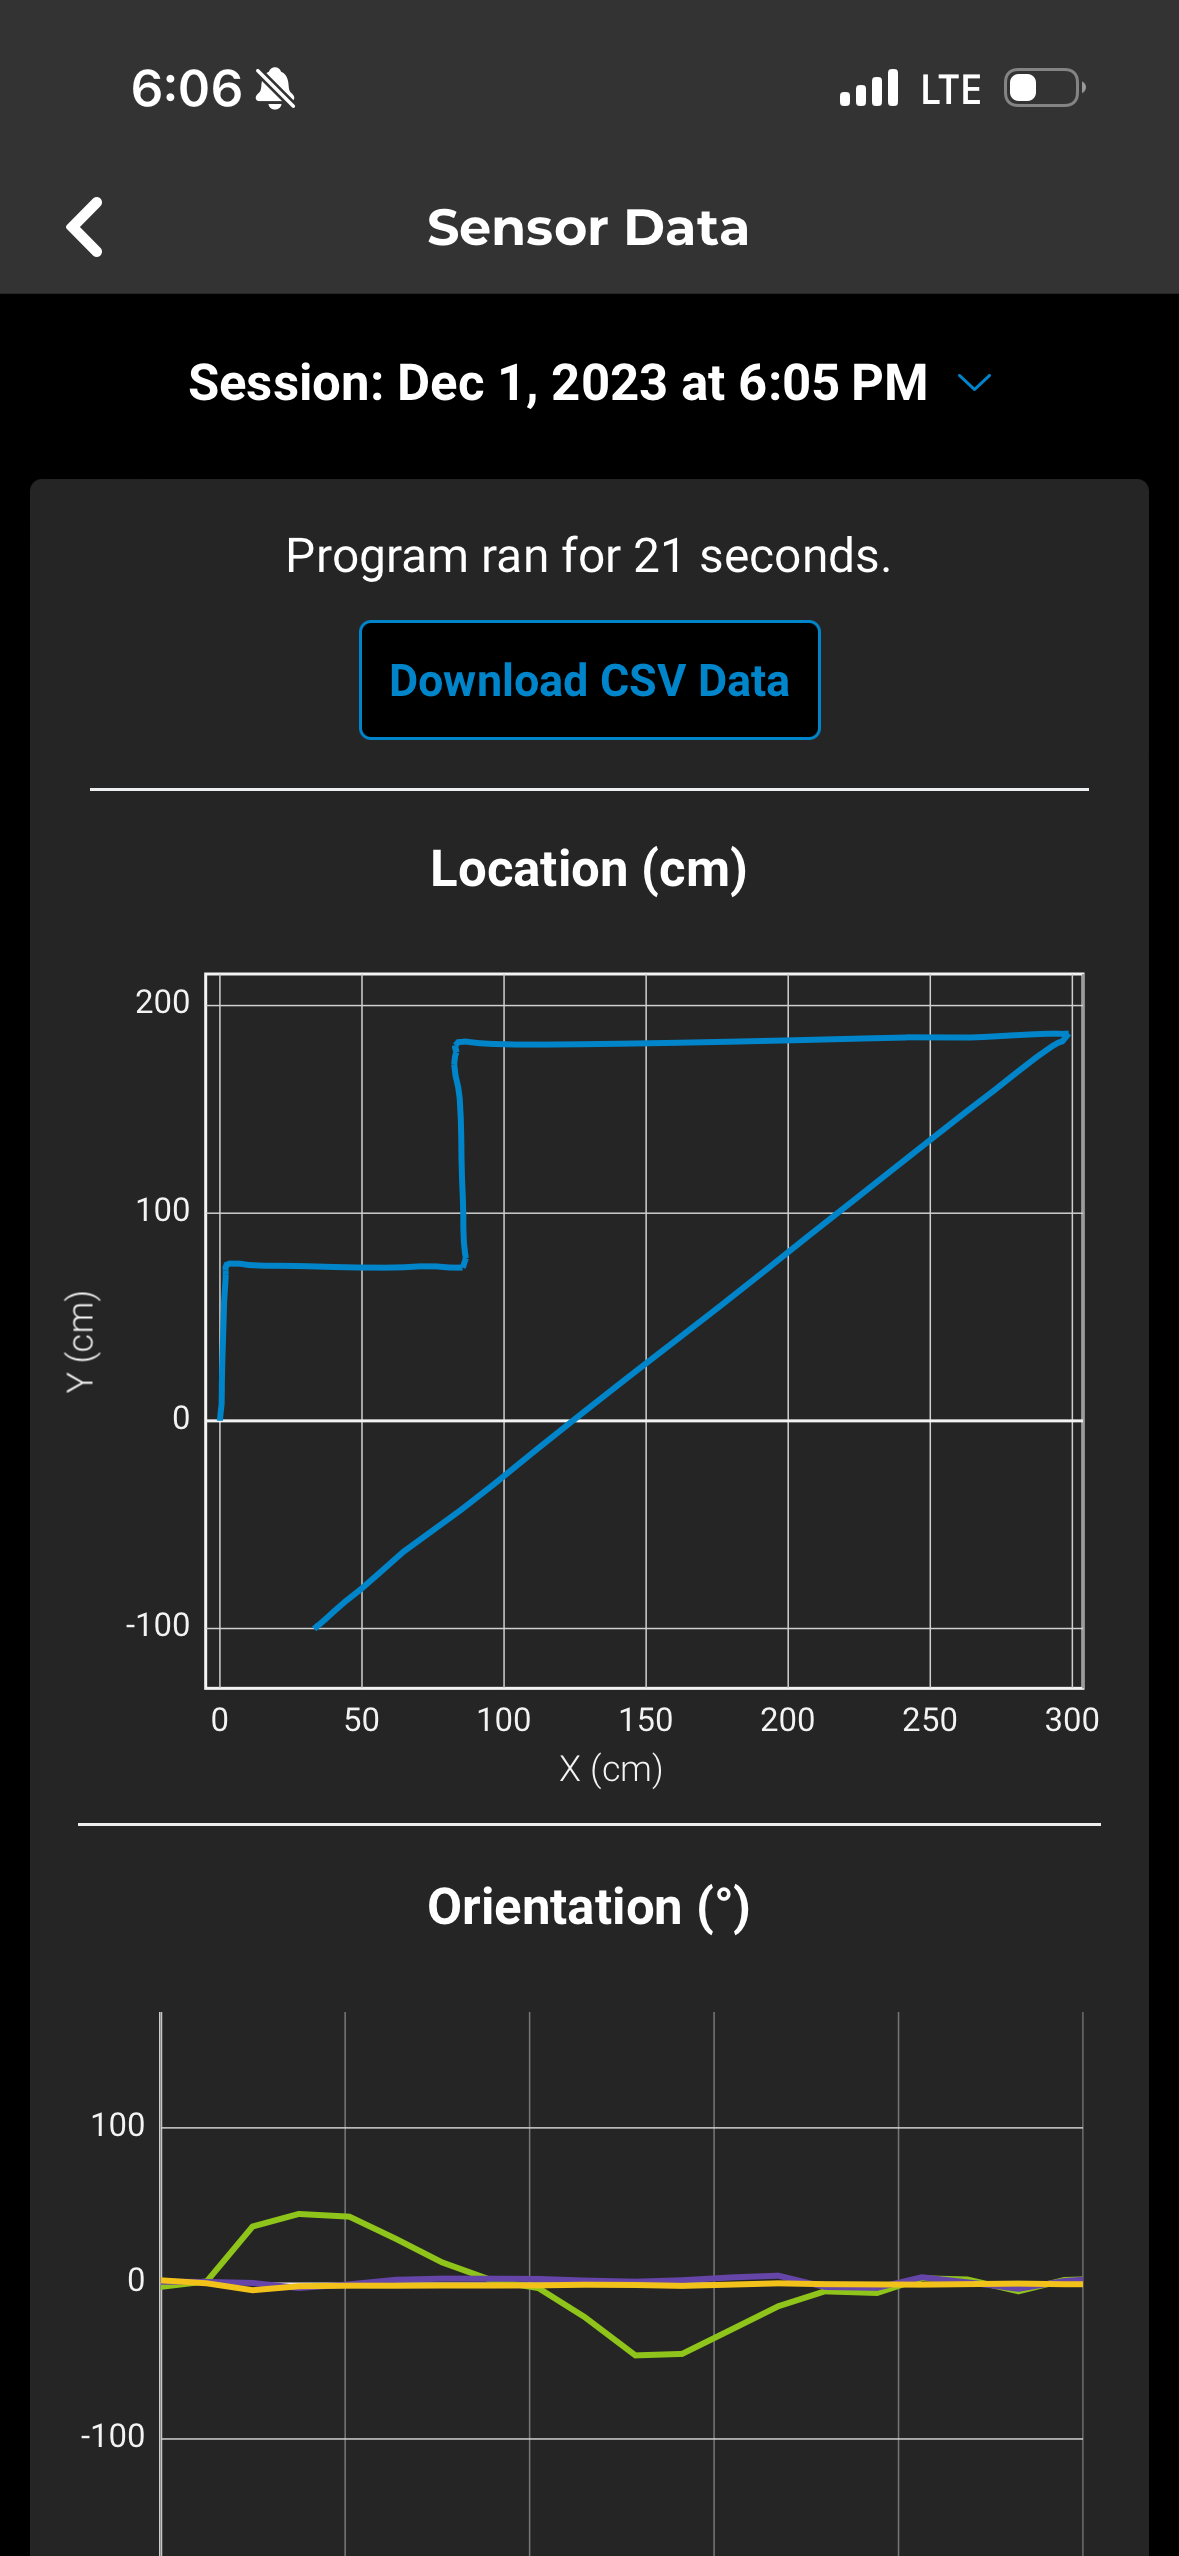 6:06 LTE
Sensor Data
Session: Dec 1, 2023 at 6:05 PM
Program ran for 21 seconds.
Download CSV Data
Location (cm)
200
100
0
-100
Y (cm)
0 50 100 150 200 250 300
X (cm)
Orientation (°)
100
0
-100